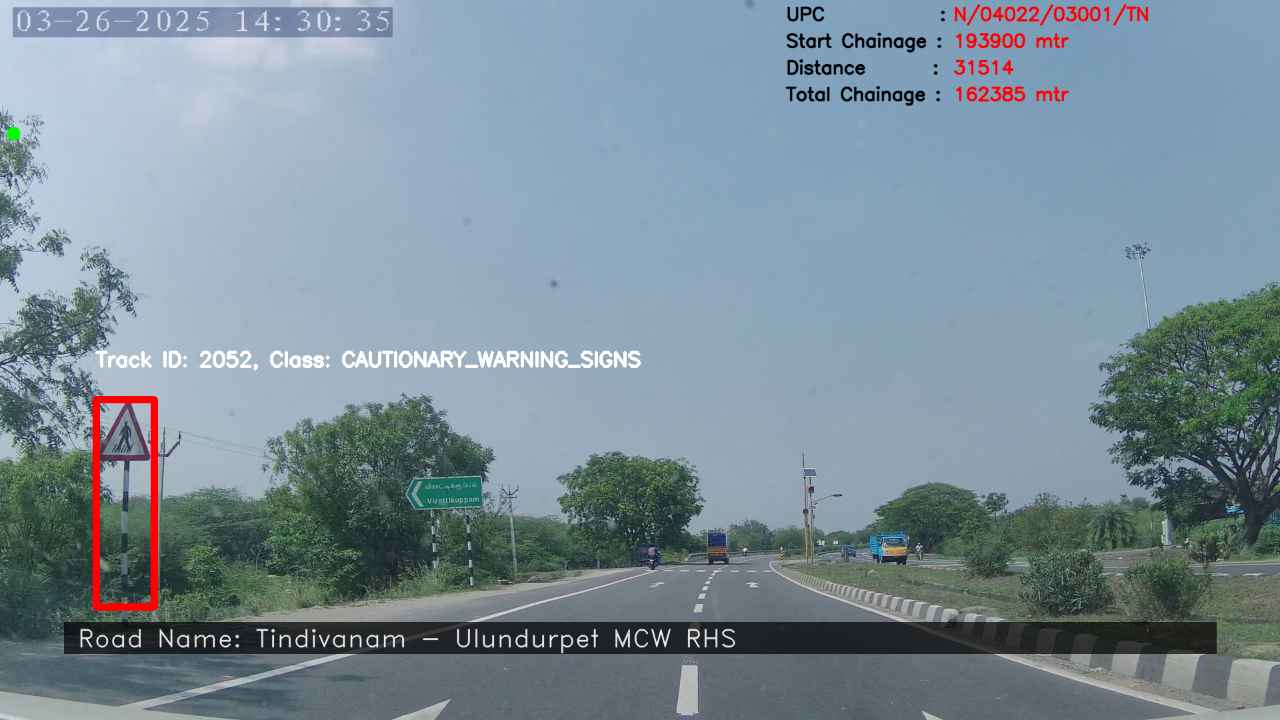 03-26-2025 14:30:35
UPC : N/04022/03001/TN
Start Chainage : 193900 mtr
Distance : 31514
Total Chainage : 162385 mtr
Track ID: 2052, Class: CAUTIONARY_WARNING_SIGNS
Virattikuppam
Road Name: Tindivanam - Ulundurpet MCW RHS